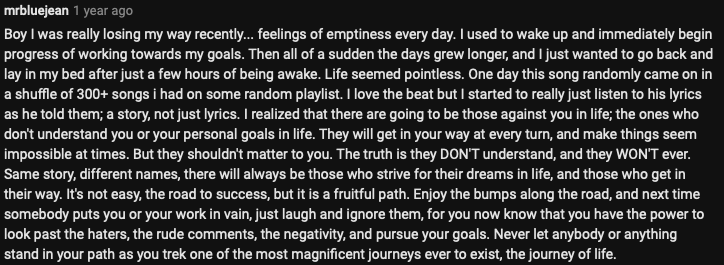 mrbluejean 1 year ago
Boy I was really losing my way recently... feelings of emptiness every day. I used to wake up and immediately begin
progress of working towards my goals. Then all of a sudden the days grew longer, and I just wanted to go back and
lay in my bed after just a few hours of being awake. Life seemed pointless. One day this song randomly came on in
a shuffle of 300+ songs i had on some random playlist. I love the beat but I started to really just listen to his lyrics
as he told them; a story, not just lyrics. I realized that there are going to be those against you in life; the ones who
don't understand you or your personal goals in life. They will get in your way at every turn, and make things seem
impossible at times. But they shouldn't matter to you. The truth is they DON'T understand, and they WON'T ever.
Same story, different names, there will always be those who strive for their dreams in life, and those who get in
their way. It's not easy, the road to success, but it is a fruitful path. Enjoy the bumps along the road, and next time
somebody puts you or your work in vain, just laugh and ignore them, for you now know that you have the power to
look past the haters, the rude comments, the negativity, and pursue your goals. Never let anybody or anything
stand in your path as you trek one of the most magnificent journeys ever to exist, the journey of life.